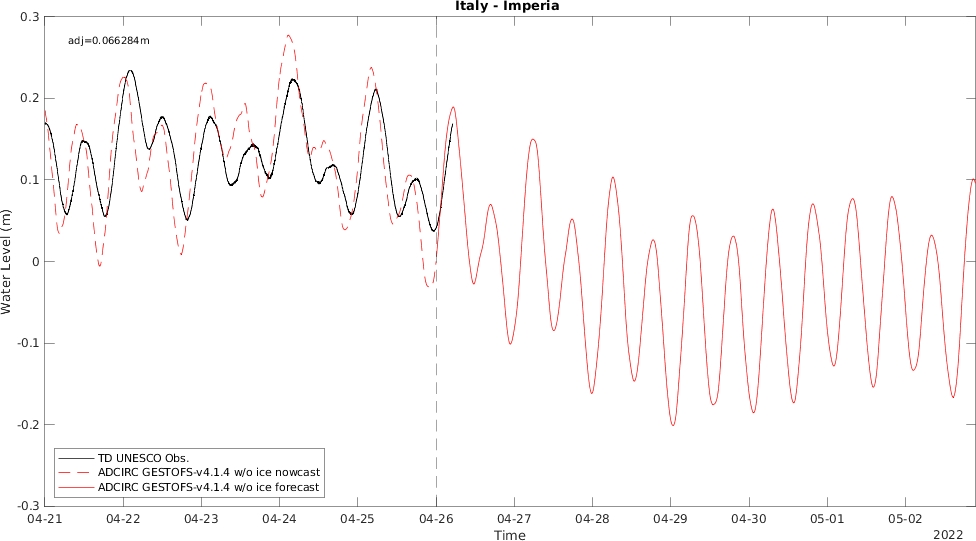 Italy - Imperia
adj=0.066284m
0.3
0.2
0.1
0
-0.1
-0.2
-0.3
Water Level (m)
TD UNESCO Obs.
ADCIRC GESTOFS-v4.1.4 w/o ice nowcast
ADCIRC GESTOFS-v4.1.4 w/o ice forecast
04-21 04-22 04-23 04-24 04-25 04-26 04-27 04-28 04-29 04-30 05-01 05-02
Time
2022